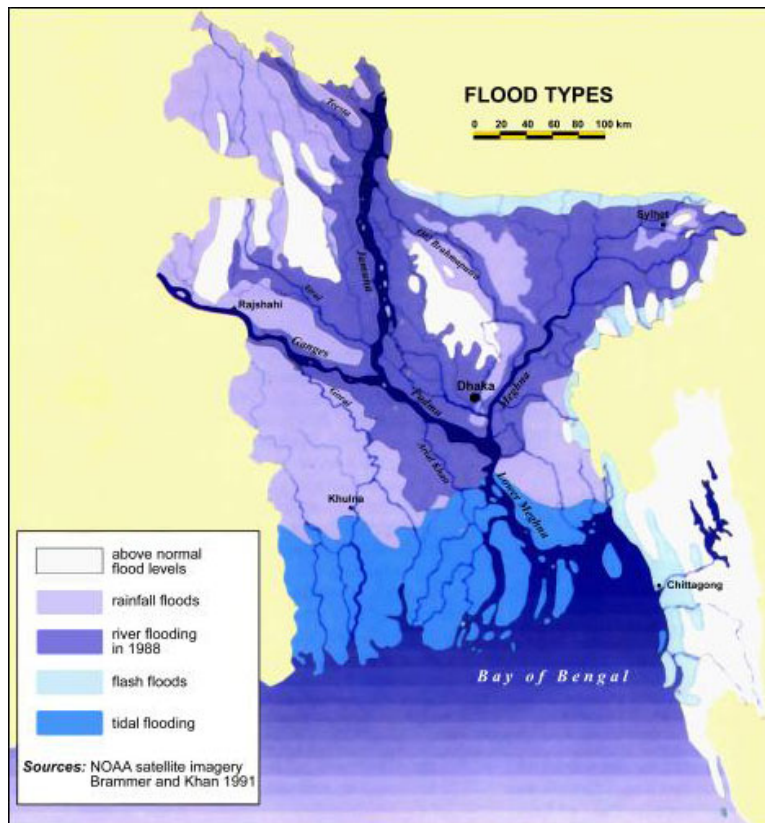 FLOOD TYPES
0 20 40 60 80 100 km
Teesta
Sylhet
Old Brahmaputra
Jamuna
Atrai
Rajshahi
Ganges
Dhaka
Meghna
Padma
Gorai
Arial Khan
Khulna
Lower Meghna
Chittagong
Bay of Bengal
above normal
flood levels
rainfall floods
river flooding
in 1988
flash floods
tidal flooding
Sources: NOAA satellite imagery
Brammer and Khan 1991